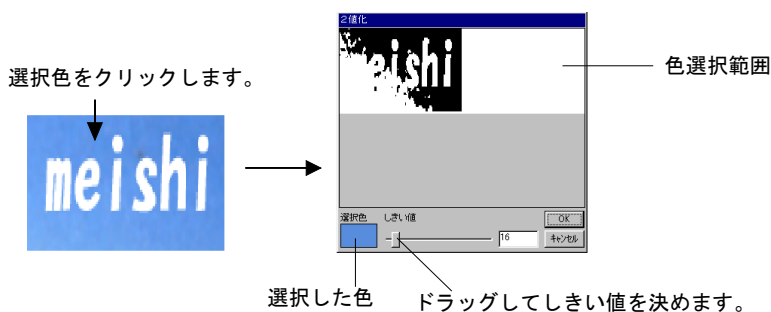 選択色をクリックします。
meishi
2値化
meishi
色選択範囲
選択色
しきい値
16
OK
キャンセル
選択した色
ドラッグしてしきい値を決めます。